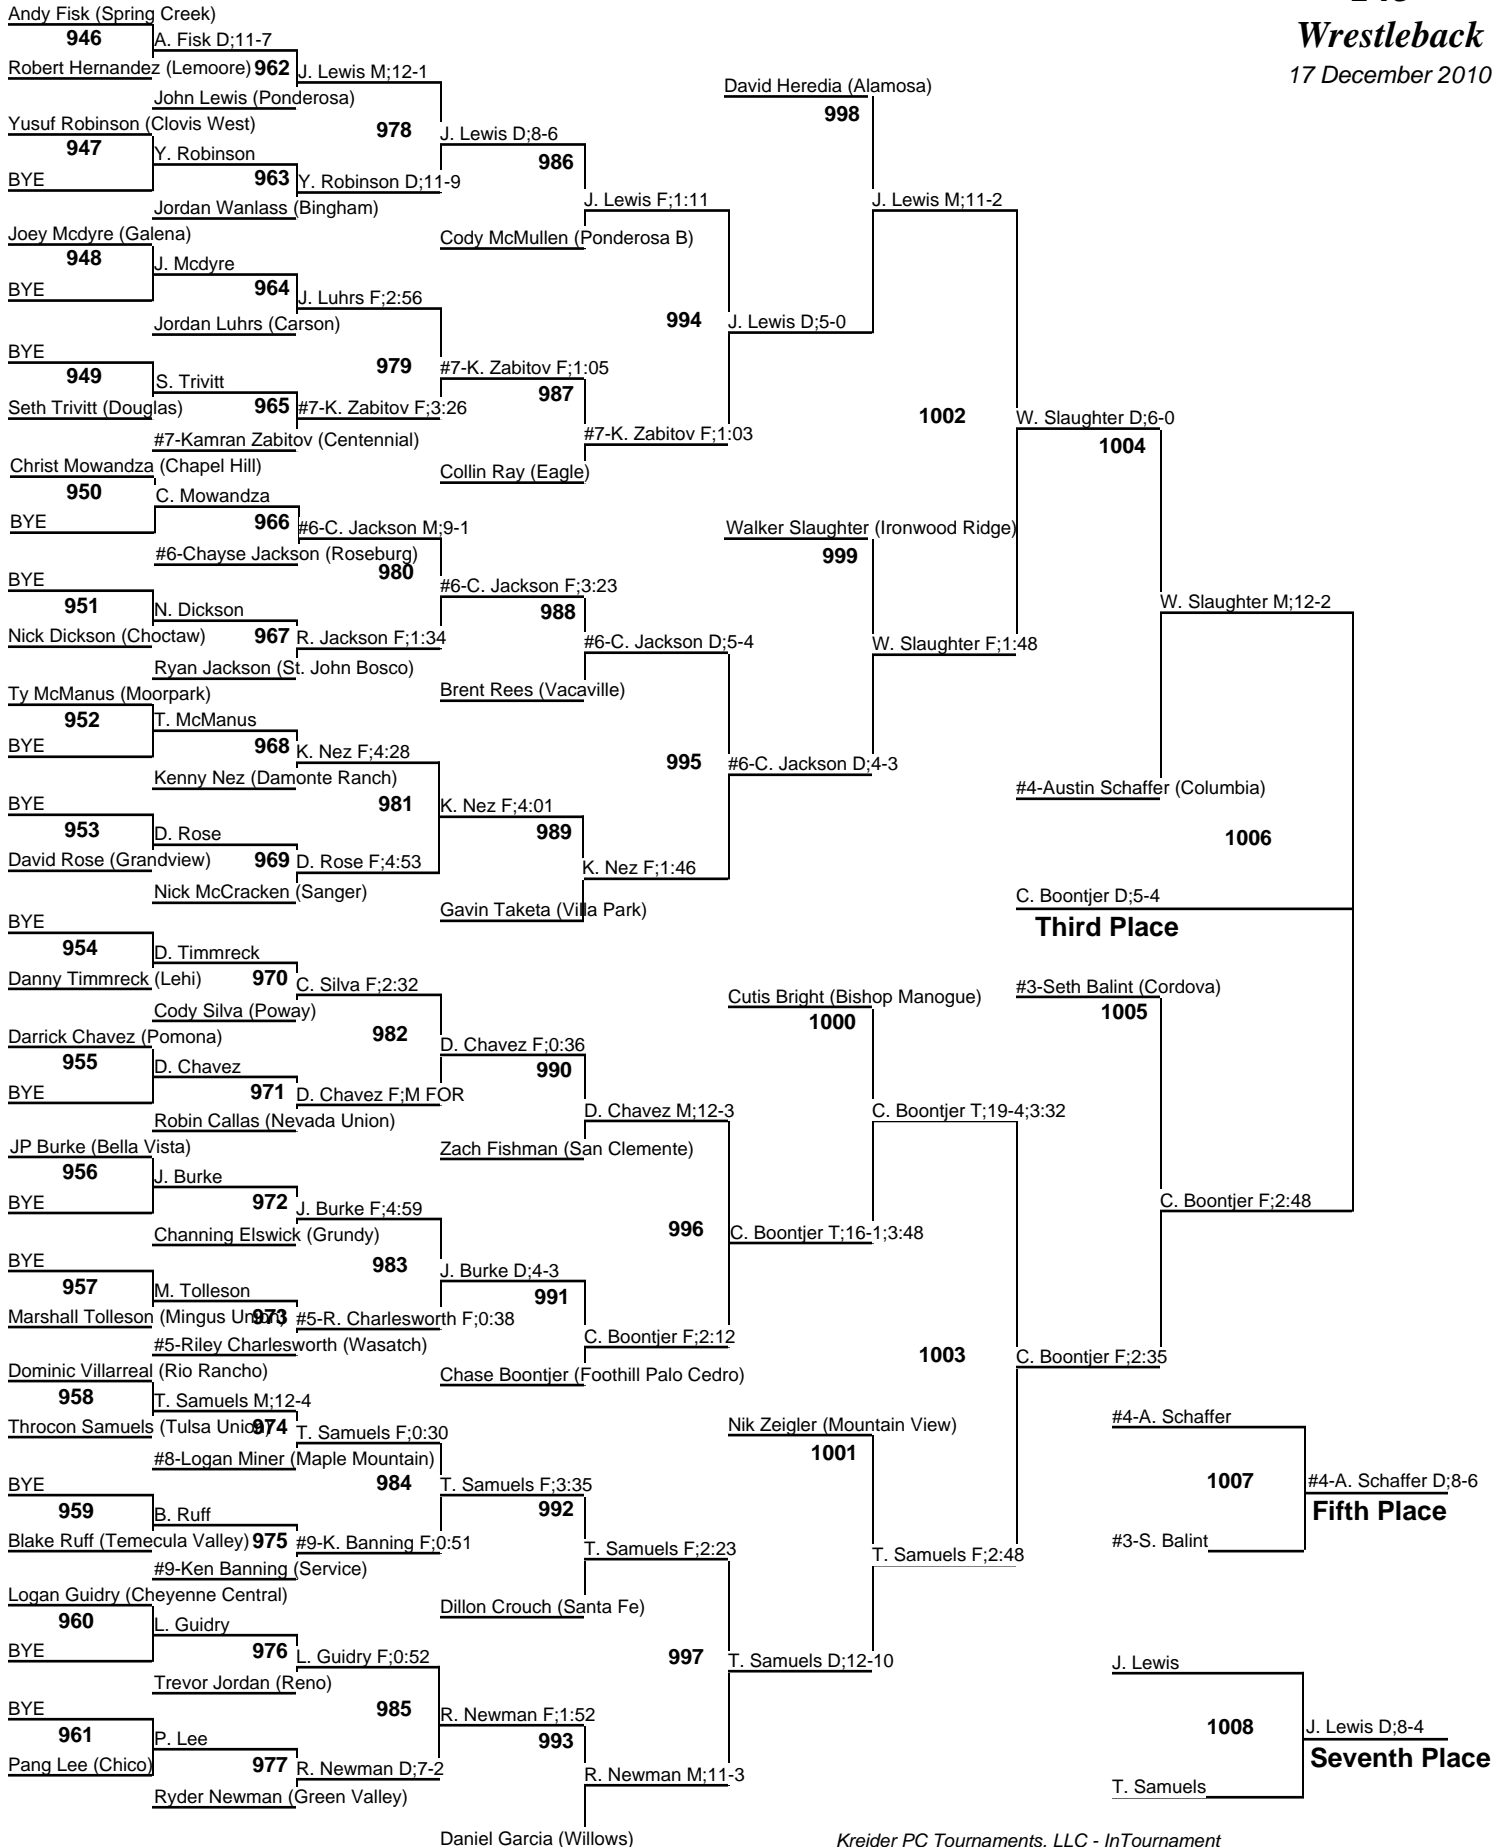 Wrestleback
17 December 2010
Andy Fisk (Spring Creek)
946
A. Fisk D;11-7
Robert Hernandez (Lemoore)
962
J. Lewis M;12-1
John Lewis (Ponderosa)
Yusuf Robinson (Clovis West)
978
J. Lewis D;8-6
947
Y. Robinson
986
BYE
963
Y. Robinson D;11-9
Jordan Wanlass (Bingham)
J. Lewis F;1:11
Joey Mcdyre (Galena)
Cody McMullen (Ponderosa B)
948
J. Mcdyre
BYE
964
J. Luhrs F;2:56
Jordan Luhrs (Carson)
994
J. Lewis D;5-0
BYE
979
#7-K. Zabitov F;1:05
949
S. Trivitt
987
Seth Trivitt (Douglas)
965
#7-K. Zabitov F;3:26
#7-Kamran Zabitov (Centennial)
#7-K. Zabitov F;1:03
Collin Ray (Eagle)
David Heredia (Alamosa)
998
J. Lewis M;11-2
1002
W. Slaughter D;6-0
1004
Christ Mowandza (Chapel Hill)
950
C. Mowandza
BYE
966
#6-C. Jackson M;9-1
#6-Chayse Jackson (Roseburg)
980
BYE
#6-C. Jackson F;3:23
951
N. Dickson
988
Nick Dickson (Choctaw)
967
R. Jackson F;1:34
#6-C. Jackson D;5-4
Ryan Jackson (St. John Bosco)
Brent Rees (Vacaville)
Ty McManus (Moorpark)
952
T. McManus
BYE
968
K. Nez F;4:28
995
#6-C. Jackson D;4-3
Kenny Nez (Damonte Ranch)
981
K. Nez F;4:01
BYE
953
D. Rose
989
David Rose (Grandview)
969
D. Rose F;4:53
K. Nez F;1:46
Nick McCracken (Sanger)
Gavin Taketa (Villa Park)
Walker Slaughter (Ironwood Ridge)
999
W. Slaughter F;1:48
W. Slaughter M;12-2
#4-Austin Schaffer (Columbia)
1006
C. Boontjer D;5-4
Third Place
BYE
954
D. Timmreck
Danny Timmreck (Lehi)
970
C. Silva F;2:32
Cody Silva (Poway)
Darrick Chavez (Pomona)
982
D. Chavez F;0:36
955
D. Chavez
990
BYE
971
D. Chavez F;M FOR
D. Chavez M;12-3
Robin Callas (Nevada Union)
Zach Fishman (San Clemente)
JP Burke (Bella Vista)
956
J. Burke
BYE
972
J. Burke F;4:59
996
C. Boontjer T;16-1;3:48
Channing Elswick (Grundy)
BYE
983
J. Burke D;4-3
957
M. Tolleson
991
Marshall Tolleson (Mingus Union)
973
#5-R. Charlesworth F;0:38
C. Boontjer F;2:12
#5-Riley Charlesworth (Wasatch)
Chase Boontjer (Foothill Palo Cedro)
Cutis Bright (Bishop Manogue)
1000
C. Boontjer T;19-4;3:32
#3-Seth Balint (Cordova)
1005
C. Boontjer F;2:48
1003
C. Boontjer F;2:35
Dominic Villarreal (Rio Rancho)
958
T. Samuels M;12-4
Throcon Samuels (Tulsa Union)
974
T. Samuels F;0:30
#8-Logan Miner (Maple Mountain)
BYE
984
T. Samuels F;3:35
959
B. Ruff
992
Blake Ruff (Temecula Valley)
975
#9-K. Banning F;0:51
T. Samuels F;2:23
#9-Ken Banning (Service)
Dillon Crouch (Santa Fe)
Logan Guidry (Cheyenne Central)
960
L. Guidry
BYE
976
L. Guidry F;0:52
997
T. Samuels D;12-10
Trevor Jordan (Reno)
BYE
985
R. Newman F;1:52
961
P. Lee
993
Pang Lee (Chico)
977
R. Newman D;7-2
R. Newman M;11-3
Ryder Newman (Green Valley)
Daniel Garcia (Willows)
Nik Zeigler (Mountain View)
1001
T. Samuels F;2:48
#4-A. Schaffer
1007
#4-A. Schaffer D;8-6
Fifth Place
#3-S. Balint
J. Lewis
1008
J. Lewis D;8-4
Seventh Place
T. Samuels
Kreider PC Tournaments, LLC - InTournament